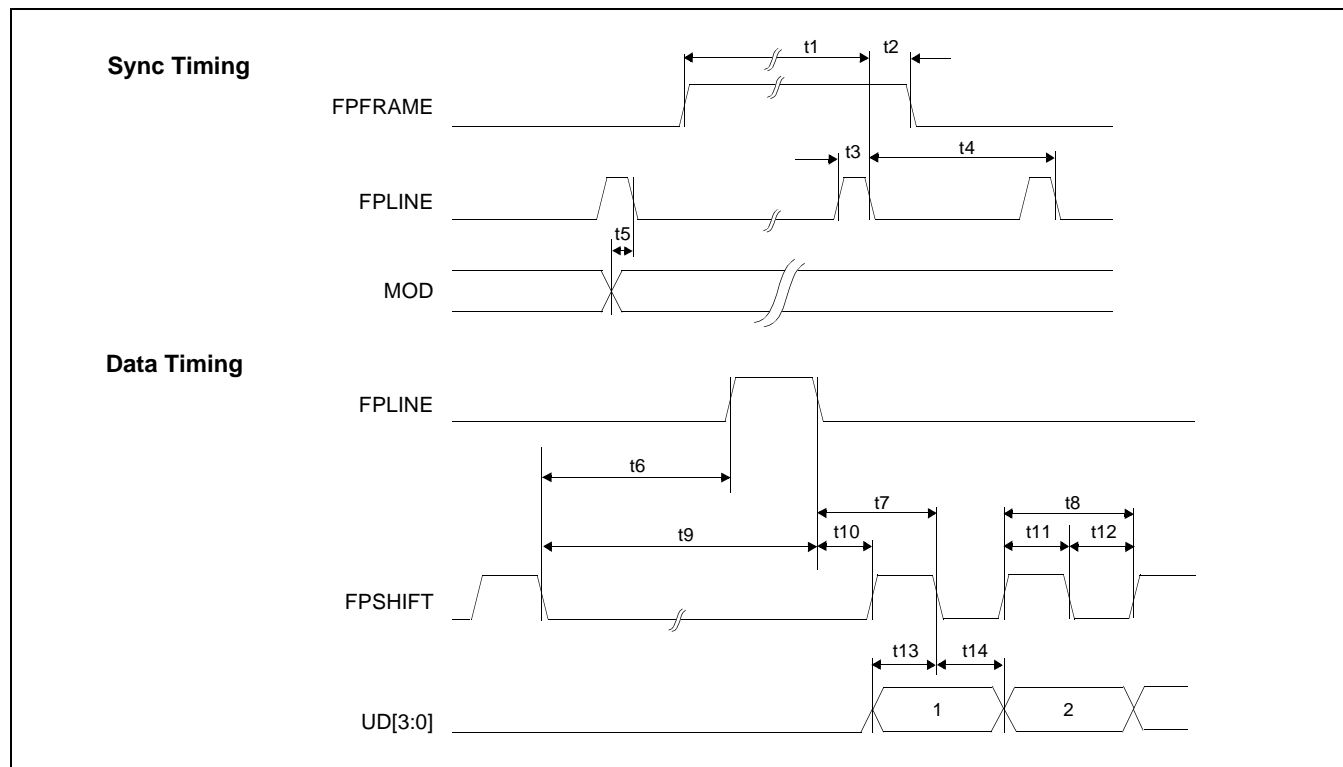 Sync Timing
t1
t2
FPFRAME
t3
t4
FPLINE
t5
MOD
Data Timing
FPLINE
t6
t7
t8
t9
t10
t11
t12
FPSHIFT
t13
t14
UD[3:0]
1
2